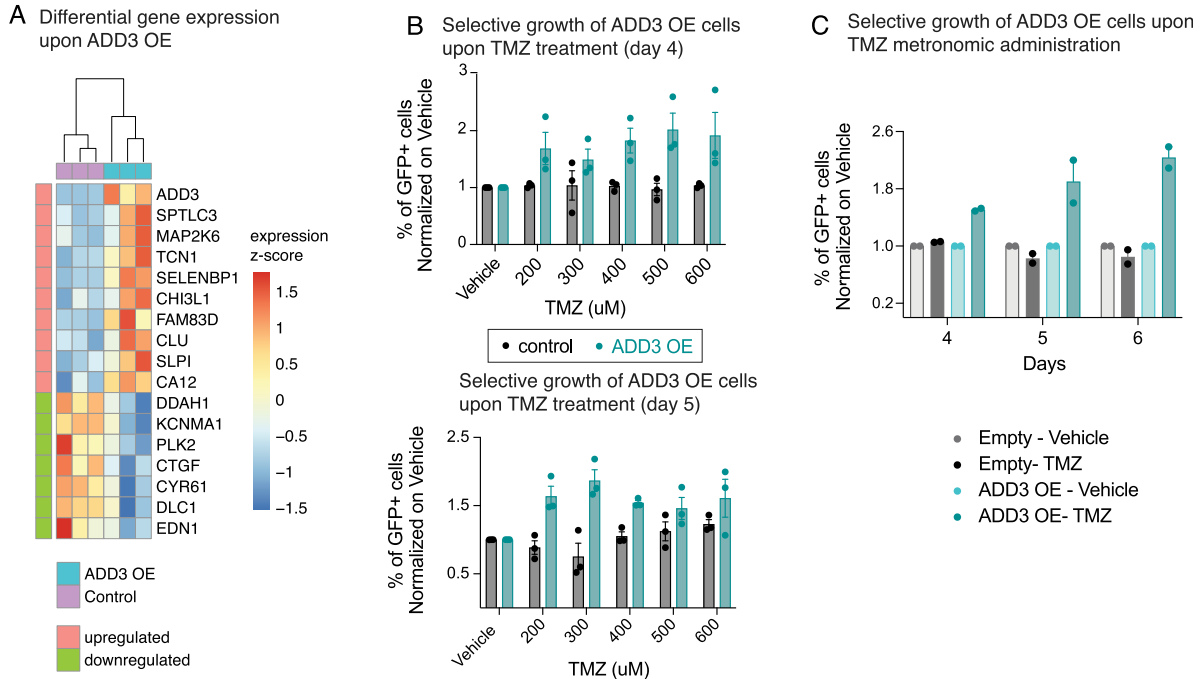 A
Differential gene expression
upon ADD3 OE
ADD3
SPTLC3
MAP2K6
TCN1
SELENBP1
CHI3L1
FAM83D
CLU
SLPI
CA12
DDAH1
KCNMA1
PLK2
CTGF
CYR61
DLC1
EDN1
expression
z-score
1.5
1
0.5
0
−0.5
−1
−1.5
ADD3 OE
Control
upregulated
downregulated
B
Selective growth of ADD3 OE cells
upon TMZ treatment (day 4)
% of GFP+ cells
Normalized on Vehicle
3
2
1
0
Vehicle
200
300
400
500
600
TMZ (uM)
control
ADD3 OE
Selective growth of ADD3 OE cells
upon TMZ treatment (day 5)
% of GFP+ cells
Normalized on Vehicle
2.5
1.5
0.5
Vehicle
200
300
400
500
600
TMZ (uM)
C
Selective growth of ADD3 OE cells upon
TMZ metronomic administration
% of GFP+ cells
Normalized on Vehicle
2.6
1.8
1.0
0.2
4
5
6
Days
Empty - Vehicle
Empty- TMZ
ADD3 OE - Vehicle
ADD3 OE- TMZ